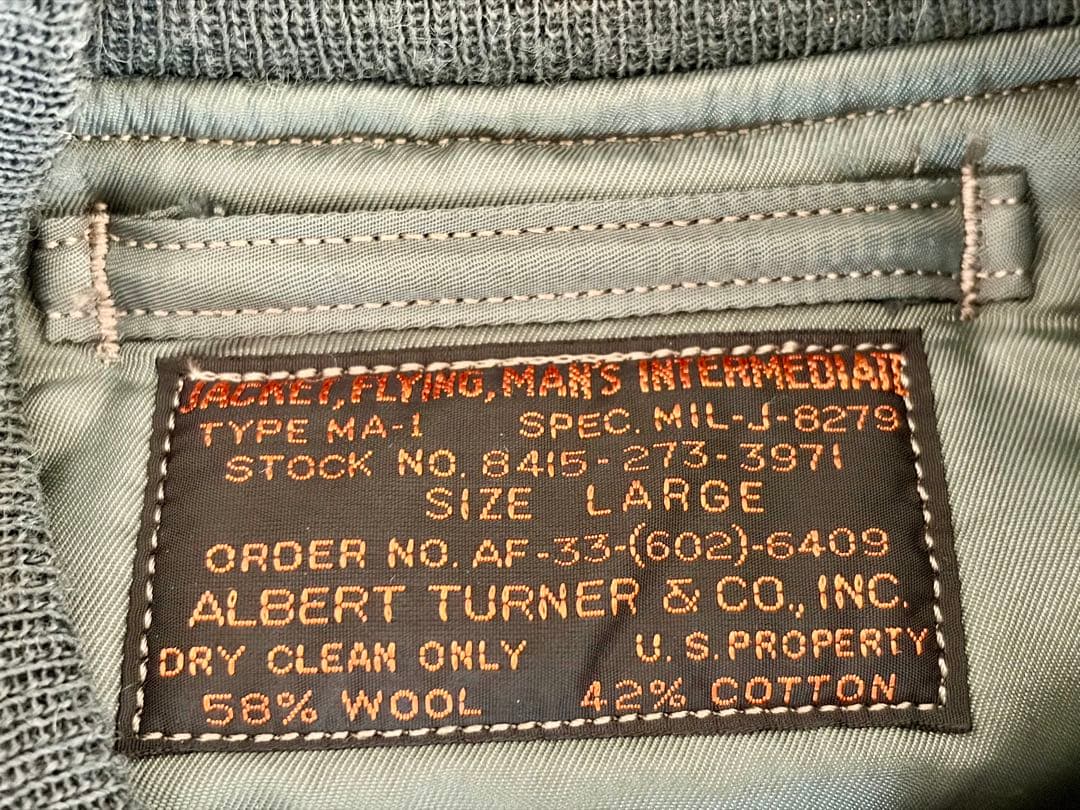 JACKET, FLYING, MAN'S INTERMEDIATE
TYPE MA-1 SPEC. MIL-J-8279
STOCK NO. 8415-273-3971
SIZE LARGE
ORDER NO. AF-33-(602)-6409
ALBERT TURNER & CO., INC.
DRY CLEAN ONLY U.S. PROPERTY
58% WOOL 42% COTTON